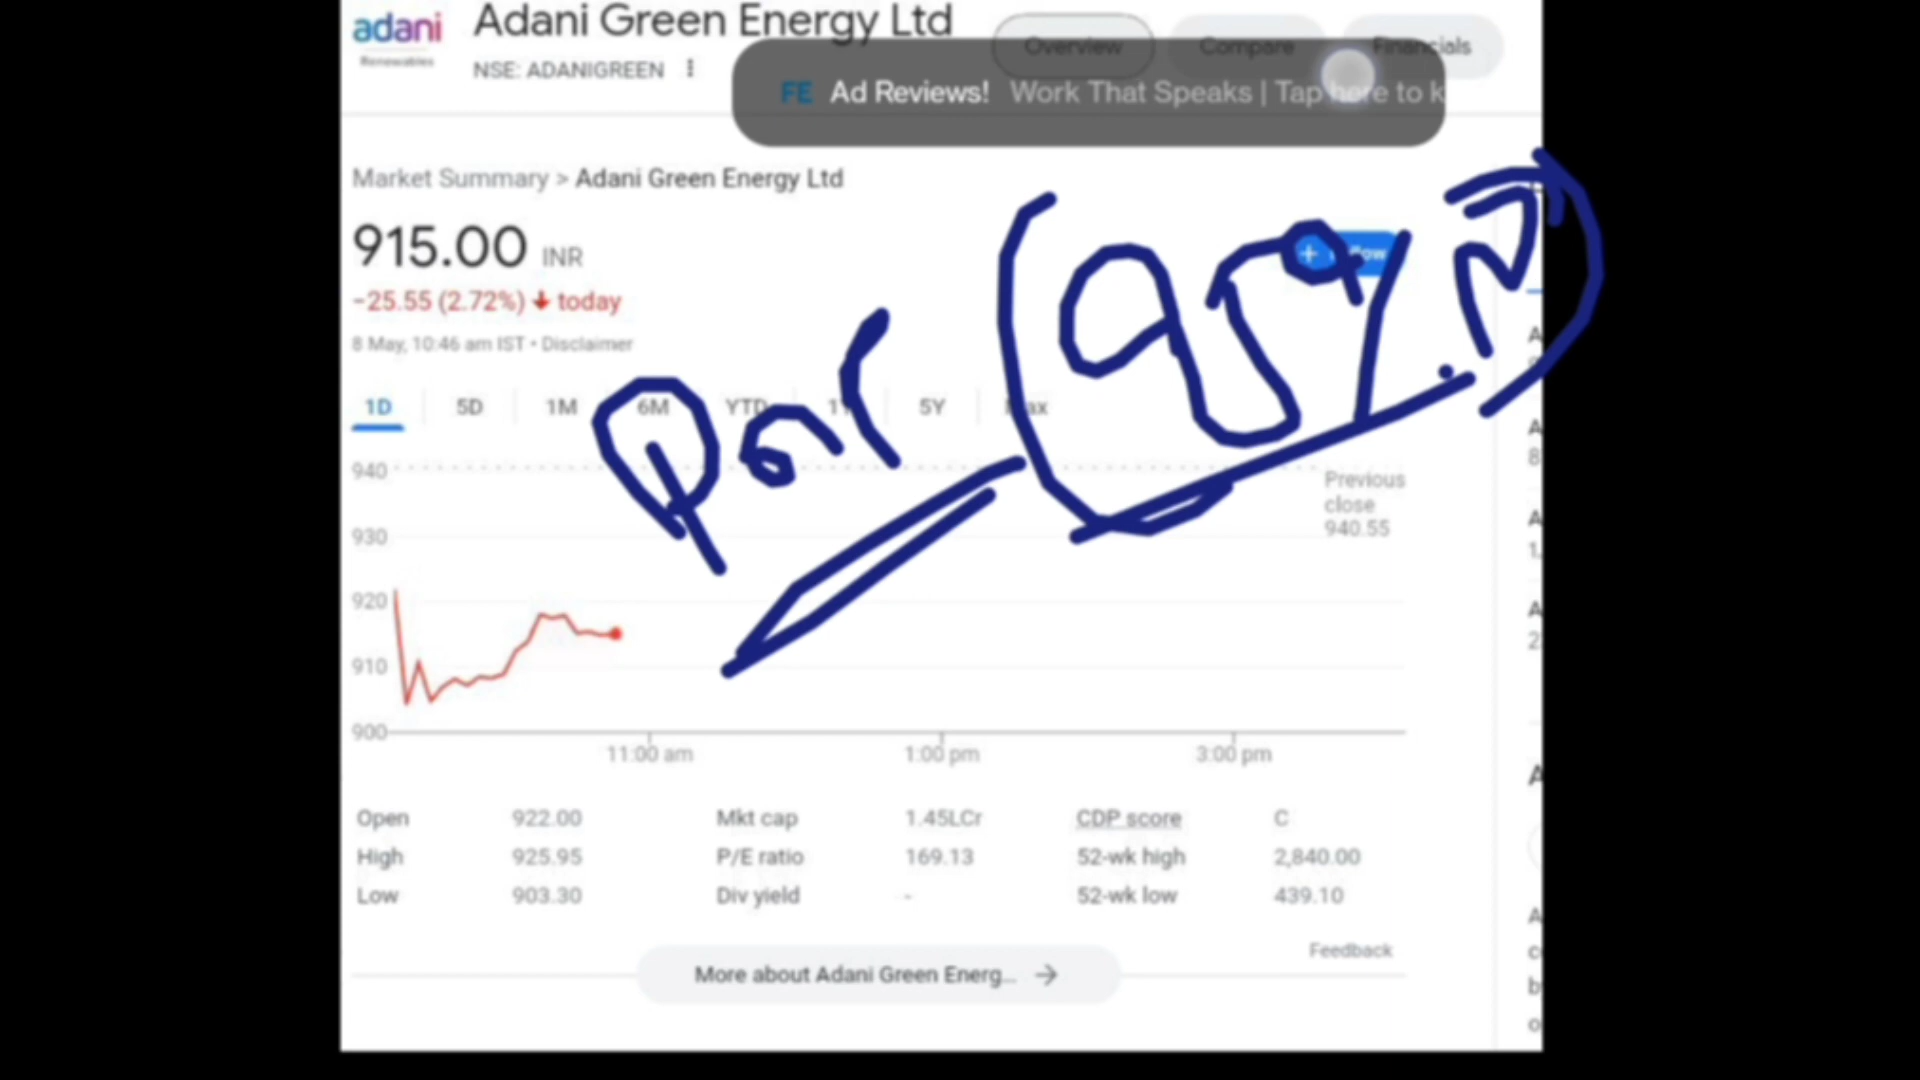 adani
Renewables
Adani Green Energy Ltd
NSE: ADANIGREEN
Overview
Compare
Financials
FE Ad Reviews! Work That Speaks | Tap here to k
Market Summary > Adani Green Energy Ltd
915.00 INR
−25.55 (2.72%) today
8 May, 10:46 am IST • Disclaimer
1D 5D 1M 6M YTD 5Y
940
930
920
910
900
Previous
close
940.55
11:00 am 1:00 pm 3:00 pm
Open 922.00 Mkt cap 1.45LCr CDP score C
High 925.95 P/E ratio 169.13 52-wk high 2,840.00
Low 903.30 Div yield - 52-wk low 439.10
Feedback
More about Adani Green Energ...